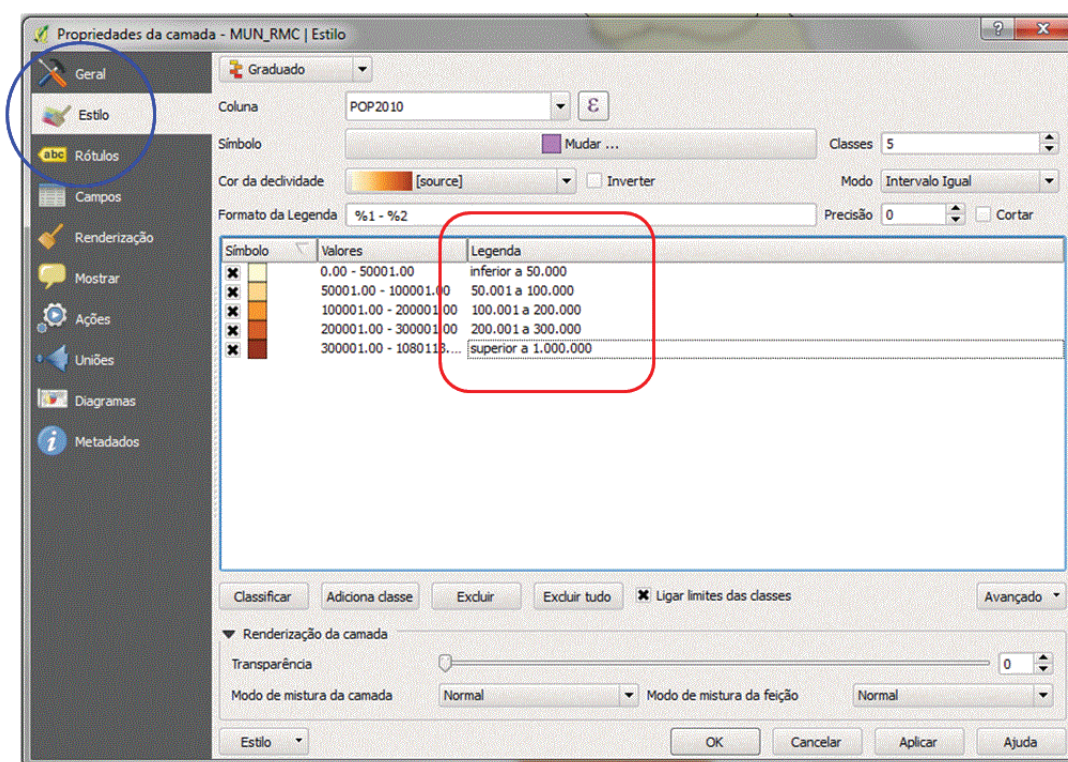 Propriedades da camada - MUN_RMC | Estilo
Geral
Estilo
abc Rótulos
Campos
Renderização
Mostrar
Ações
Uniões
Diagramas
Metadados
Graduado
Coluna POP2010 ε
Símbolo Mudar ... Classes 5
Cor da declividade [source] Inverter Modo Intervalo Igual
Formato da Legenda %1 - %2 Precisão 0 Cortar
Símbolo Valores Legenda
0.00 - 50001.00 inferior a 50.000
50001.00 - 100001.00 50.001 a 100.000
100001.00 - 200001.00 100.001 a 200.000
200001.00 - 300001.00 200.001 a 300.000
300001.00 - 1080113.... superior a 1.000.000
Classificar Adiciona classe Excluir Excluir tudo Ligar limites das classes Avançado
Renderização da camada
Transparência 0
Modo de mistura da camada Normal Modo de mistura da feição Normal
Estilo OK Cancelar Aplicar Ajuda